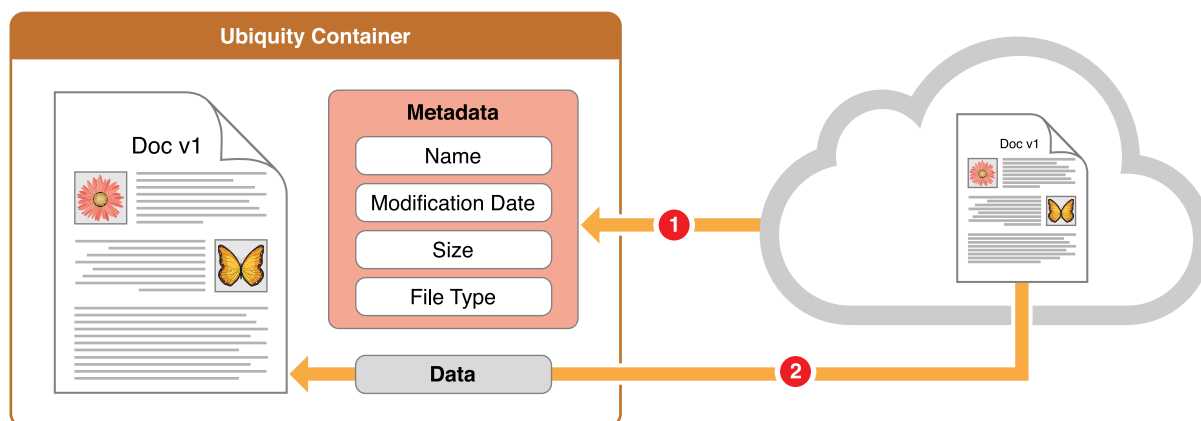 Ubiquity Container
Doc v1
Metadata
Name
Modification Date
Size
File Type
Data
1
2
Doc v1